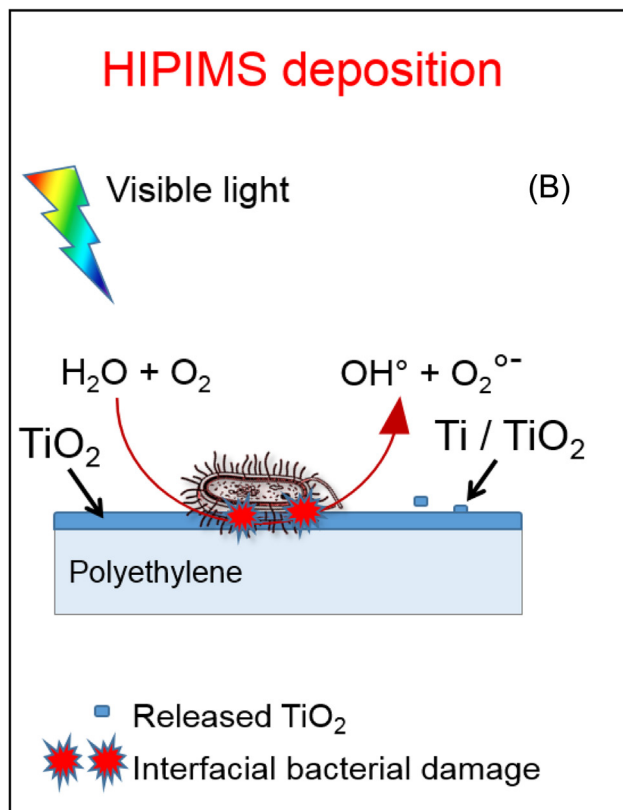 HIPIMS deposition
Visible light
(B)
H₂O + O₂
OH° + O₂°⁻
TiO₂
Ti / TiO₂
Polyethylene
Released TiO₂
Interfacial bacterial damage